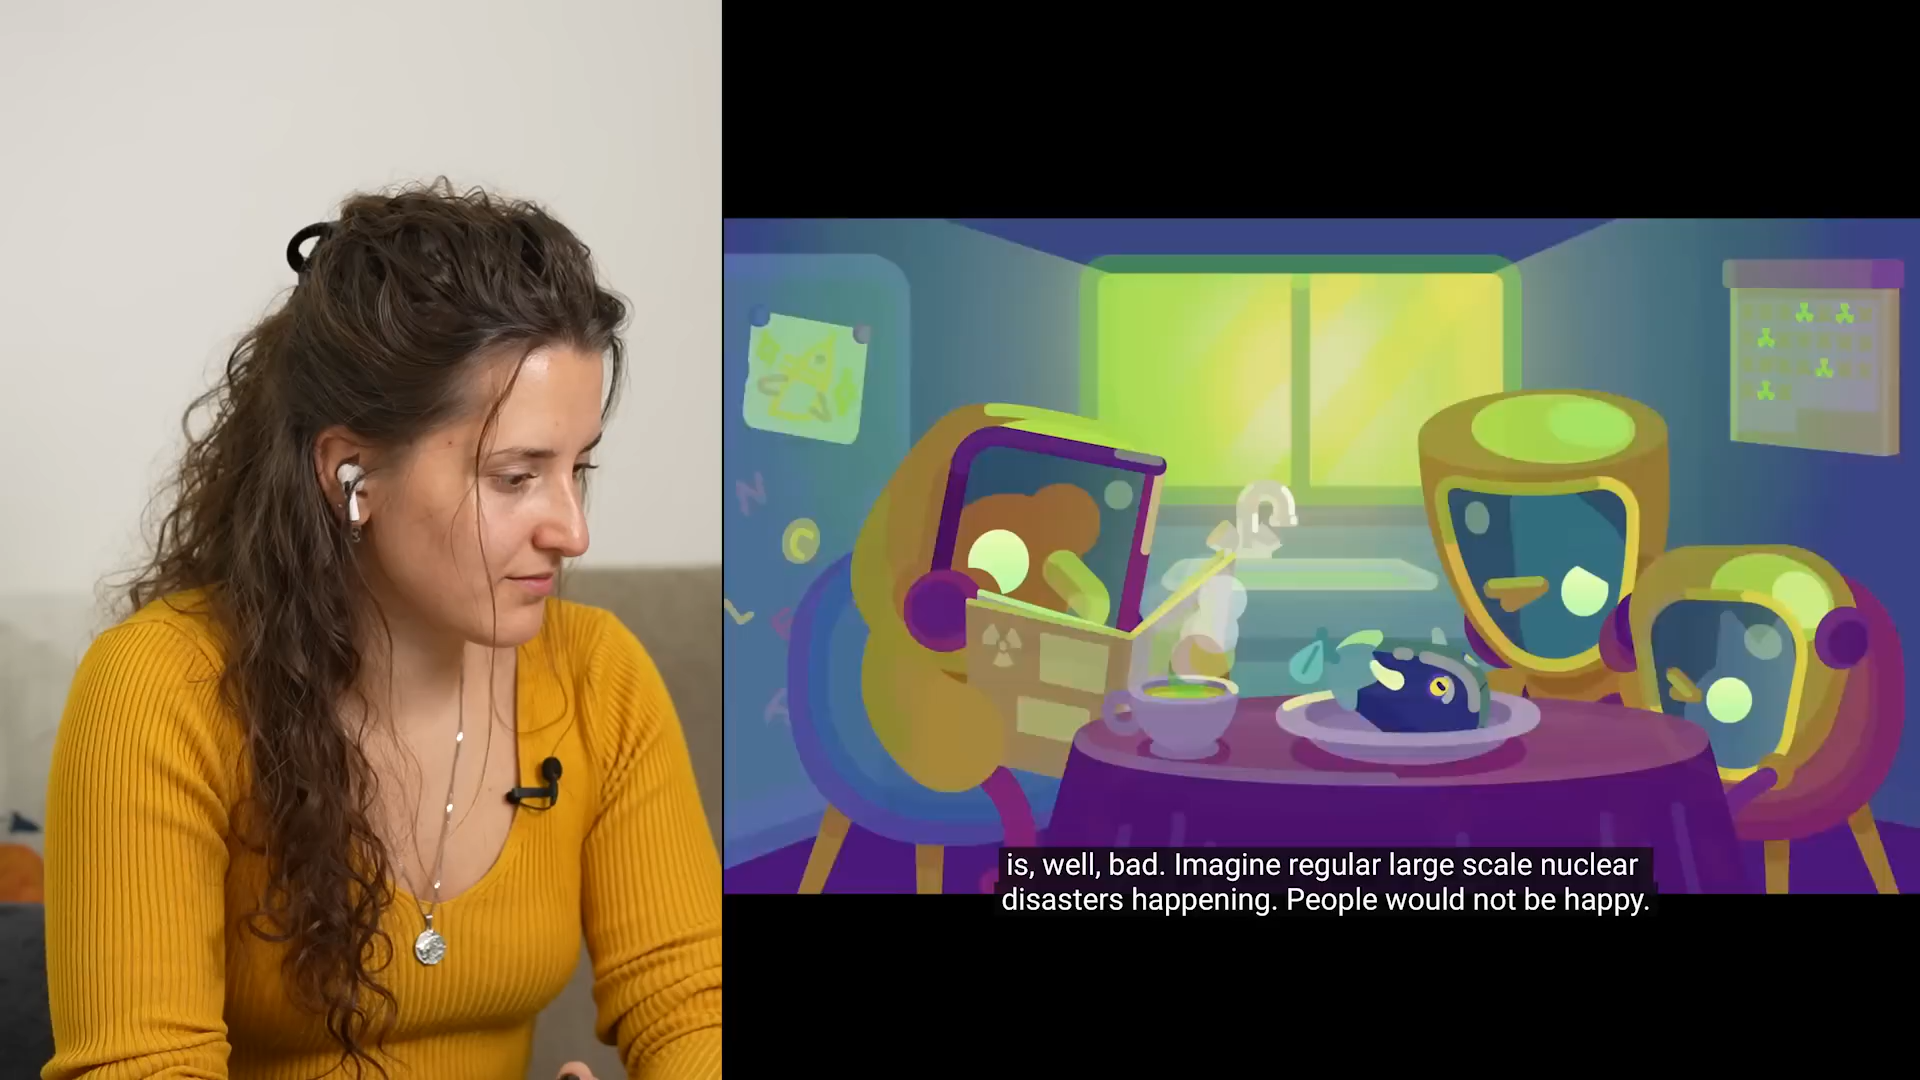 N
C
L
A
is, well, bad. Imagine regular large scale nuclear
disasters happening. People would not be happy.